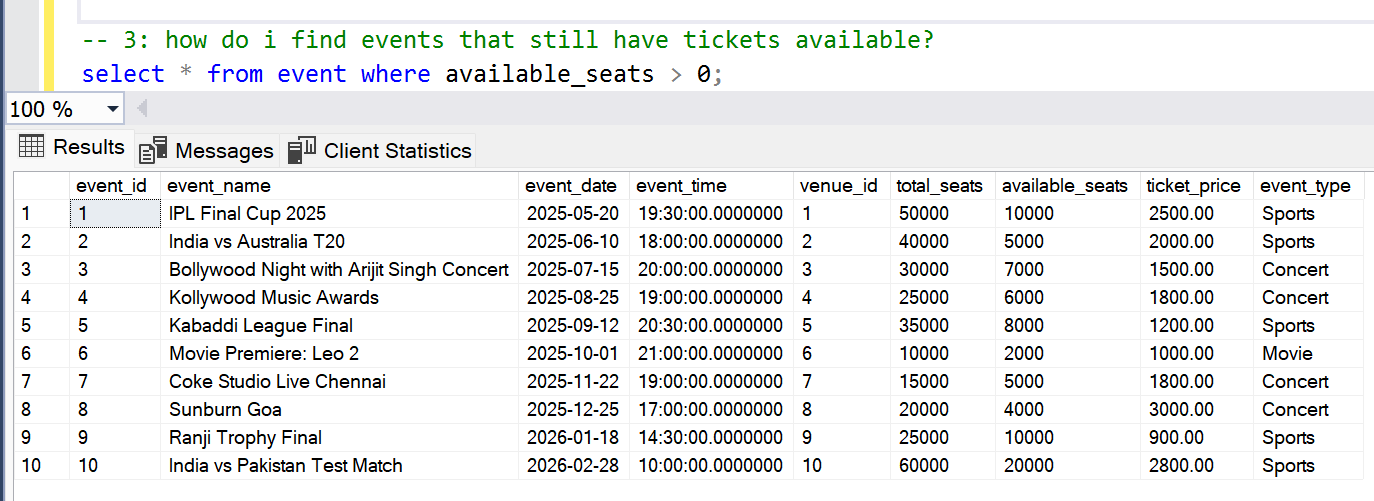 -- 3: how do i find events that still have tickets available?
select * from event where available_seats > 0;
100 %
Results Messages Client Statistics
event_id event_name event_date event_time venue_id total_seats available_seats ticket_price event_type
1 1 IPL Final Cup 2025 2025-05-20 19:30:00.0000000 1 50000 10000 2500.00 Sports
2 2 India vs Australia T20 2025-06-10 18:00:00.0000000 2 40000 5000 2000.00 Sports
3 3 Bollywood Night with Arijit Singh Concert 2025-07-15 20:00:00.0000000 3 30000 7000 1500.00 Concert
4 4 Kollywood Music Awards 2025-08-25 19:00:00.0000000 4 25000 6000 1800.00 Concert
5 5 Kabaddi League Final 2025-09-12 20:30:00.0000000 5 35000 8000 1200.00 Sports
6 6 Movie Premiere: Leo 2 2025-10-01 21:00:00.0000000 6 10000 2000 1000.00 Movie
7 7 Coke Studio Live Chennai 2025-11-22 19:00:00.0000000 7 15000 5000 1800.00 Concert
8 8 Sunburn Goa 2025-12-25 17:00:00.0000000 8 20000 4000 3000.00 Concert
9 9 Ranji Trophy Final 2026-01-18 14:30:00.0000000 9 25000 10000 900.00 Sports
10 10 India vs Pakistan Test Match 2026-02-28 10:00:00.0000000 10 60000 20000 2800.00 Sports